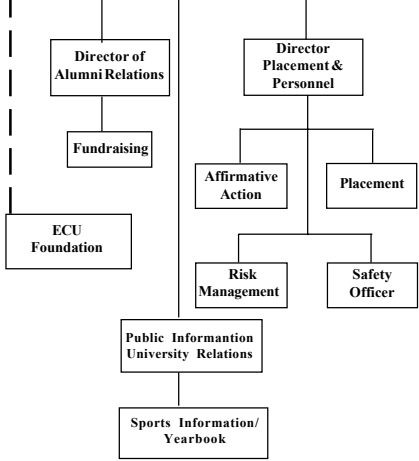 Director of
Alumni Relations
Director
Placement &
Personnel
Fundraising
Affirmative
Action
Placement
ECU
Foundation
Risk
Management
Safety
Officer
Public Informantion
University Relations
Sports Information/
Yearbook